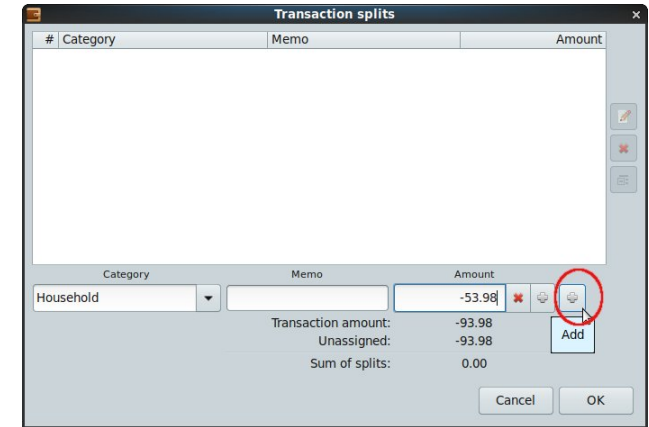 Transaction splits
# Category Memo Amount
Category Memo Amount
Household -53.98
Transaction amount: -93.98
Unassigned: -93.98
Add
Sum of splits: 0.00
Cancel OK